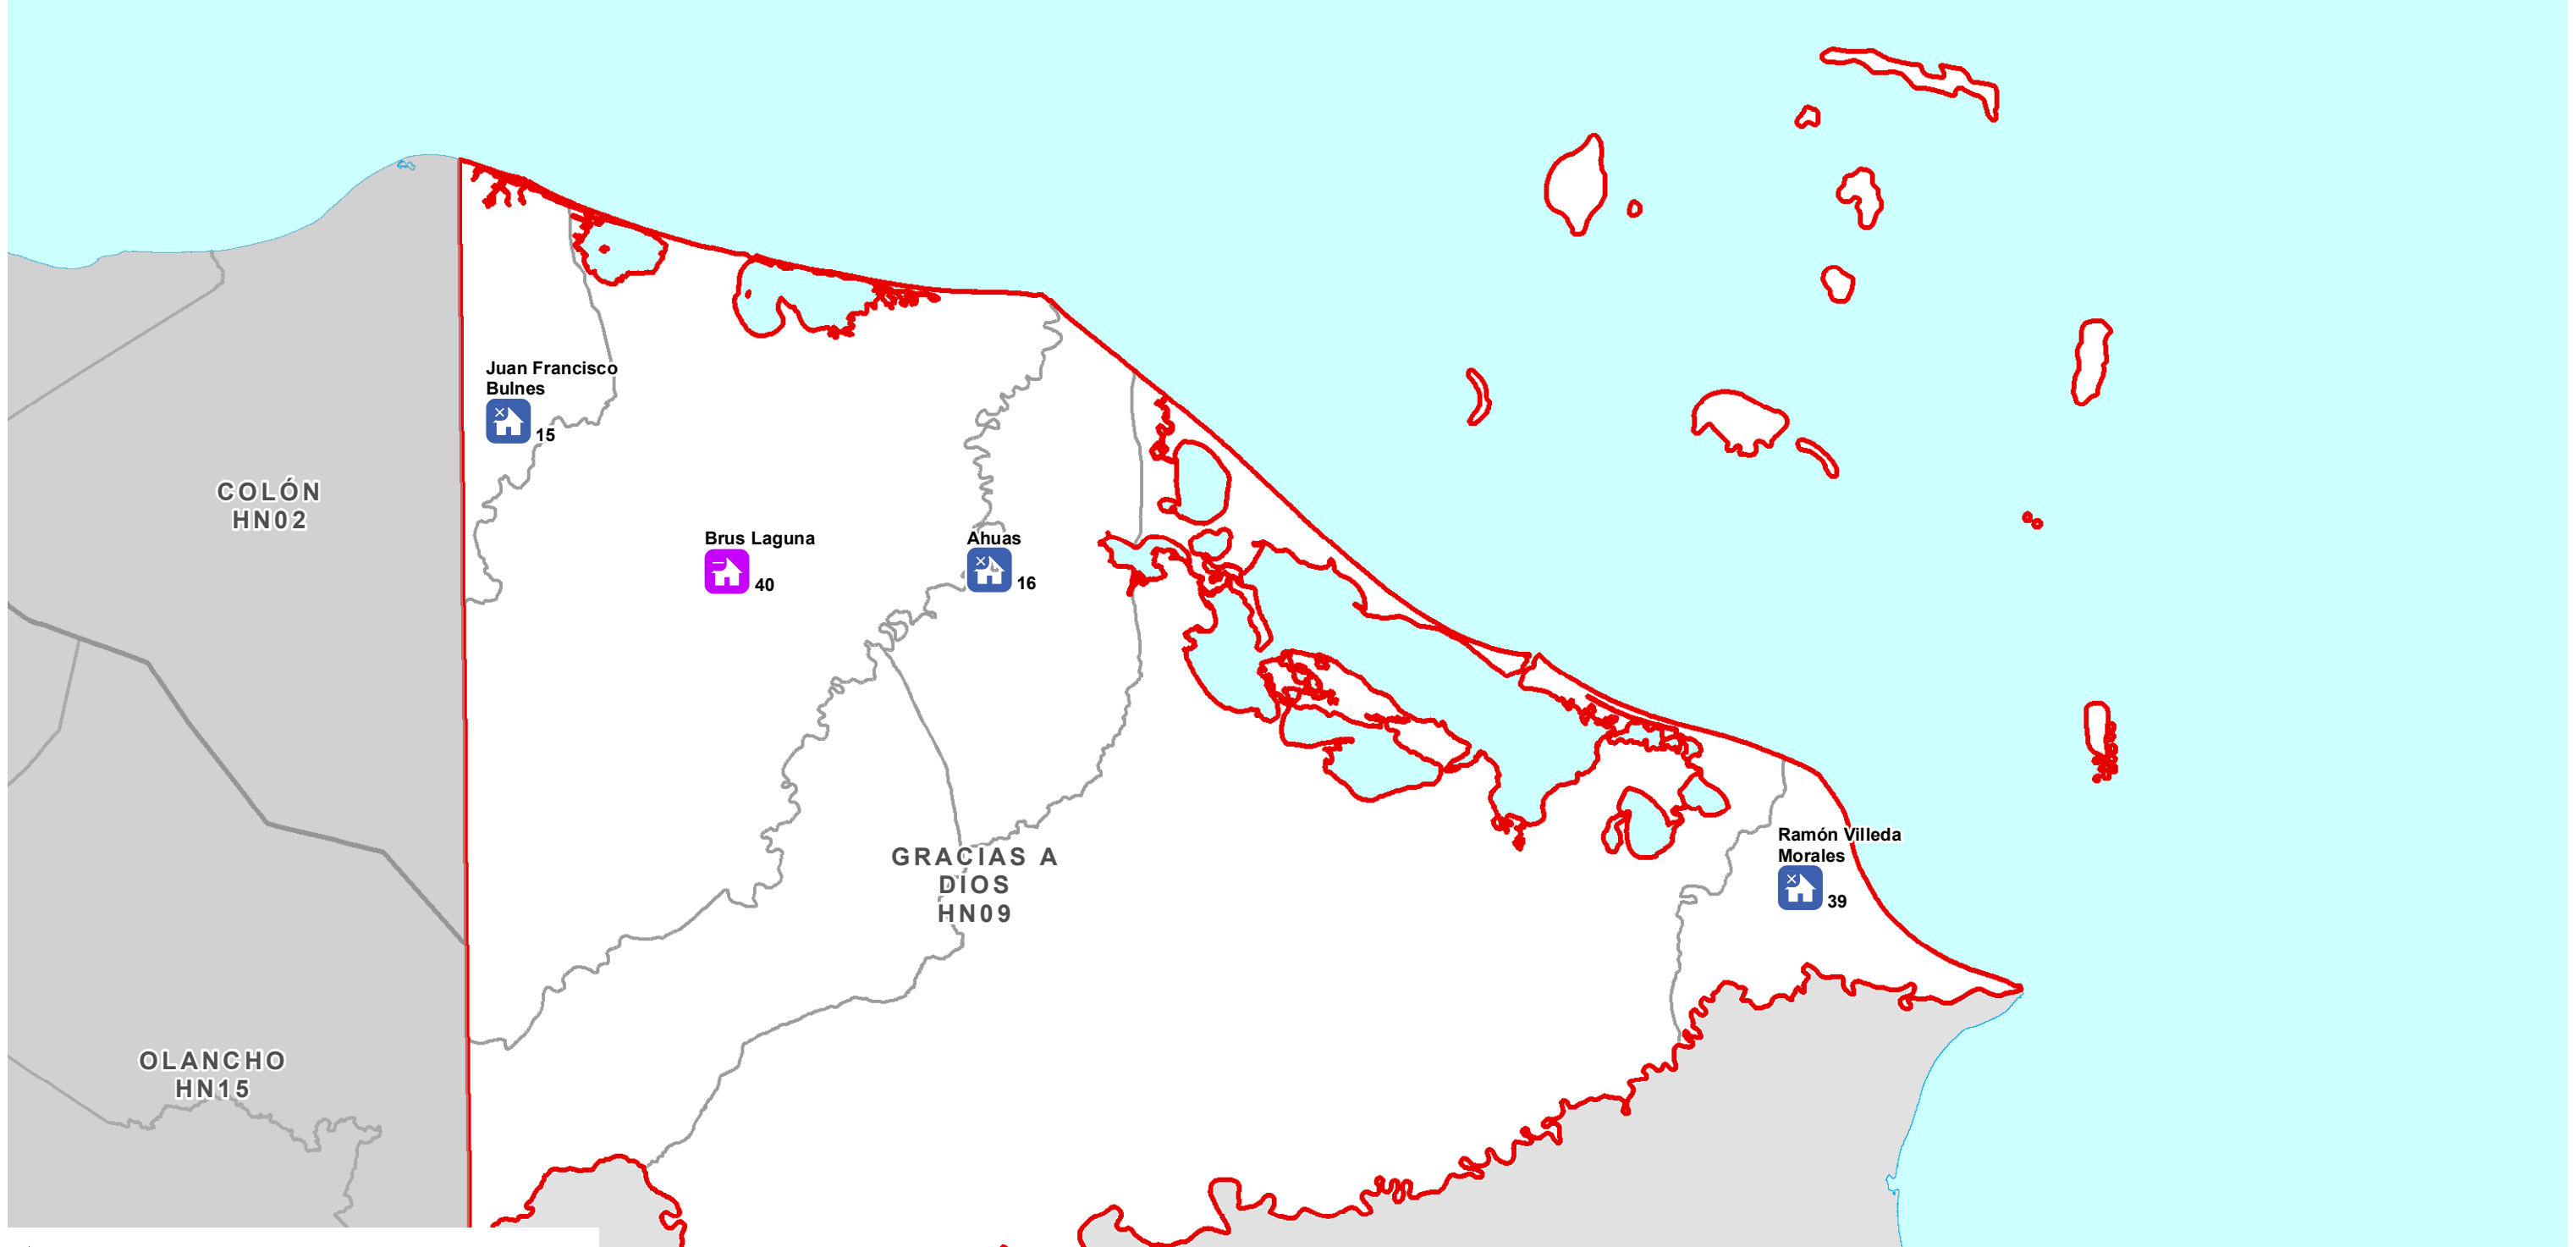 Juan Francisco
Bulnes
15
COLÓN
HN02
Brus Laguna
40
Ahuas
16
Ramón Villeda
Morales
39
GRACIAS A
DIOS
HN09
OLANCHO
HN15